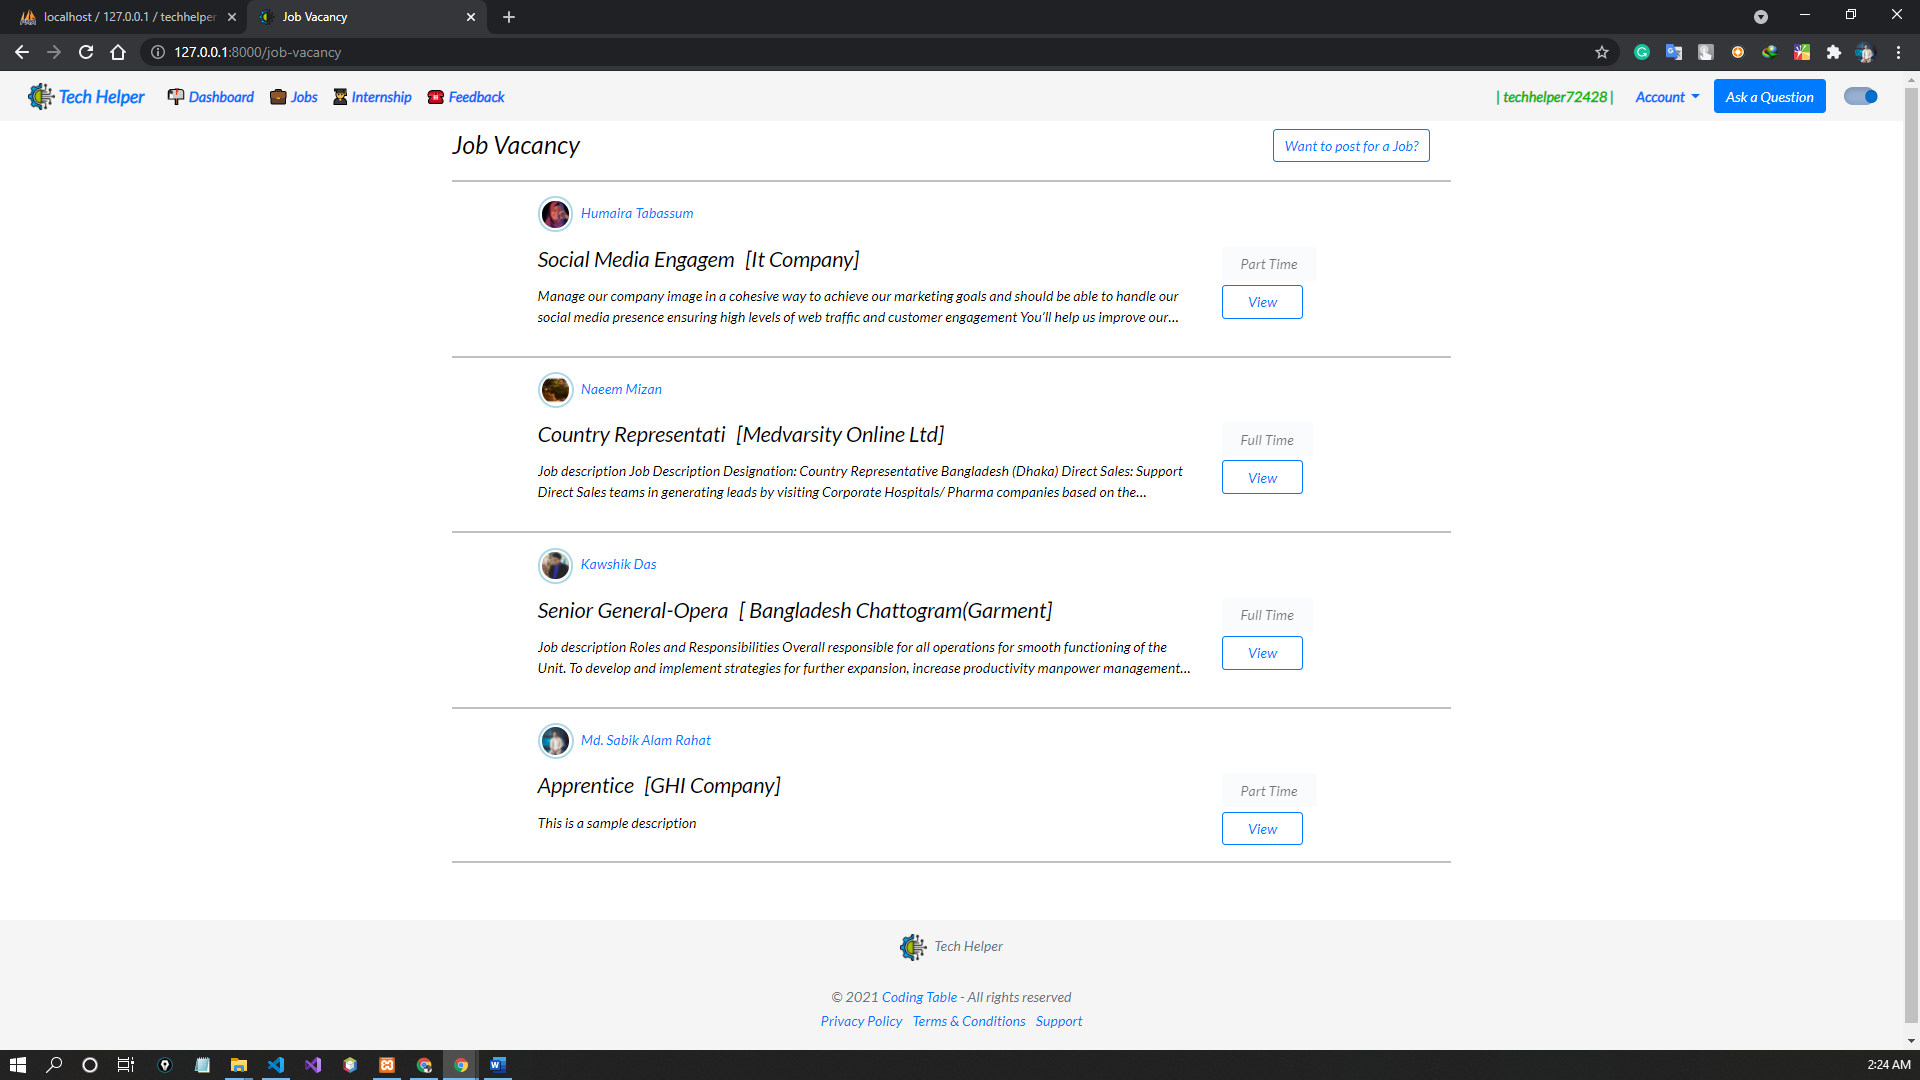 localhost / 127.0.0.1 / techhelper
Job Vacancy
127.0.0.1:8000/job-vacancy
Tech Helper Dashboard Jobs Internship Feedback | techhelper72428 | Account Ask a Question
Job Vacancy Want to post for a Job?
Humaira Tabassum
Social Media Engagem [It Company]
Part Time
Manage our company image in a cohesive way to achieve our marketing goals and should be able to handle our
social media presence ensuring high levels of web traffic and customer engagement You'll help us improve our...
View
Naeem Mizan
Country Representati [Medvarsity Online Ltd]
Full Time
Job description Job Description Designation: Country Representative Bangladesh (Dhaka) Direct Sales: Support
Direct Sales teams in generating leads by visiting Corporate Hospitals/ Pharma companies based on the...
View
Kawshik Das
Senior General-Opera [ Bangladesh Chattogram(Garment]
Full Time
Job description Roles and Responsibilities Overall responsible for all operations for smooth functioning of the
Unit. To develop and implement strategies for further expansion, increase productivity manpower management...
View
Md. Sabik Alam Rahat
Apprentice [GHI Company]
Part Time
This is a sample description
View
Tech Helper
© 2021 Coding Table - All rights reserved
Privacy Policy Terms & Conditions Support
2:24 AM